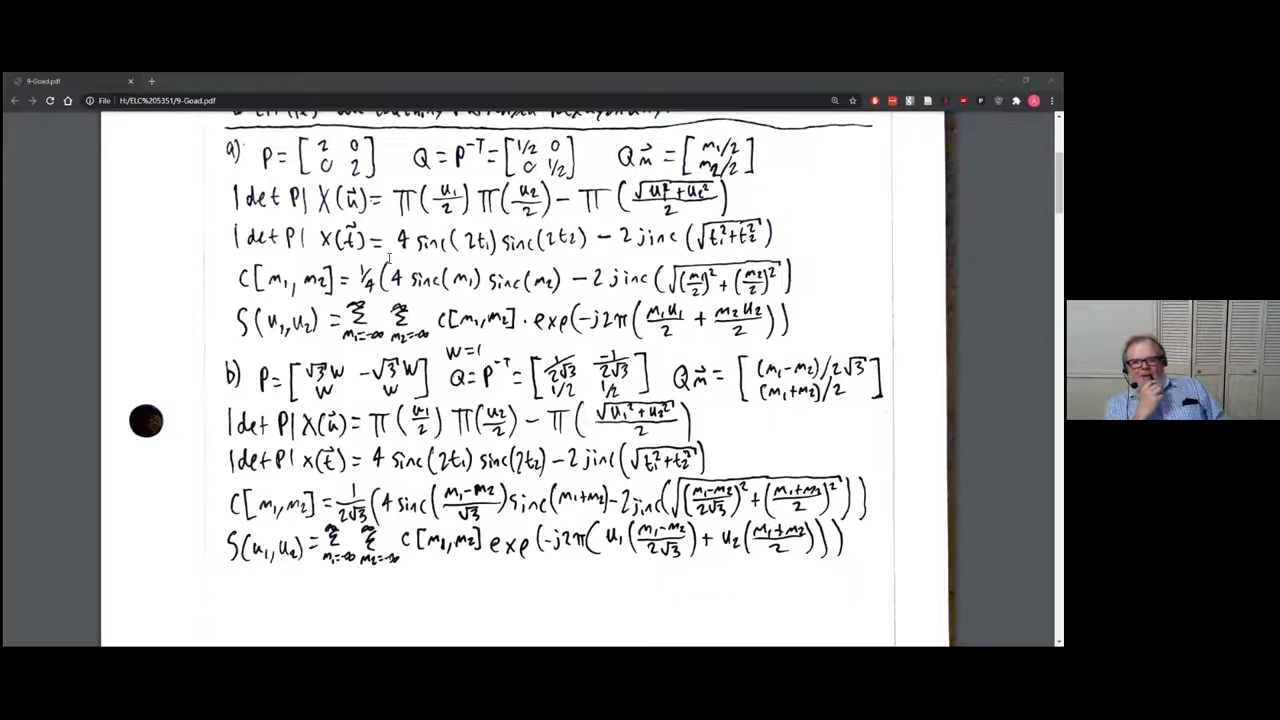 9-Goad.pdf
File | H:/ELC%205351/9-Goad.pdf
a) P = [2 0; 0 2] Q = P^-T = [1/2 0; 0 1/2] Q m⃗ = [m₁/2; m₂/2]
|det P| X(u⃗) = Π(u₁/2) Π(u₂/2) − Π(√(u₁²+u₂²)/2)
|det P| x(t⃗) = 4 sinc(2t₁) sinc(2t₂) − 2 jinc(√(t₁²+t₂²))
C[m₁, m₂] = 1/4 (4 sinc(m₁) sinc(m₂) − 2 jinc(√((m₁/2)²+(m₂/2)²))
S(u₁,u₂) = Σ_{m₁=-∞}^{∞} Σ_{m₂=-∞}^{∞} c[m₁,m₂] · exp(−j2π(m₁u₁/2 + m₂u₂/2))
w=1
b) P = [√3 w −√3 w; w w] Q = P^-T = [1/2√3 −1/2√3; 1/2 1/2] Q m⃗ = [(m₁−m₂)/2√3; (m₁+m₂)/2]
|det P| X(u⃗) = Π(u₁/2) Π(u₂/2) − Π(√(u₁²+u₂²)/2)
|det P| x(t⃗) = 4 sinc(2t₁) sinc(2t₂) − 2 jinc(√(t₁²+t₂²))
C[m₁, m₂] = 1/2√3 (4 sinc((m₁−m₂)/√3) sinc(m₁+m₂) − 2 jinc(√(((m₁−m₂)/2√3)² + ((m₁+m₂)/2)²)))
S(u₁,u₂) = Σ_{m₁=-∞}^{∞} Σ_{m₂=-∞}^{∞} c[m₁,m₂] exp(−j2π(u₁((m₁−m₂)/2√3) + u₂((m₁+m₂)/2)))